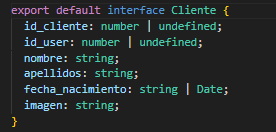 export default interface Cliente {
id_cliente: number | undefined;
id_user: number | undefined;
nombre: string;
apellidos: string;
fecha_nacimiento: string | Date;
imagen: string;
}